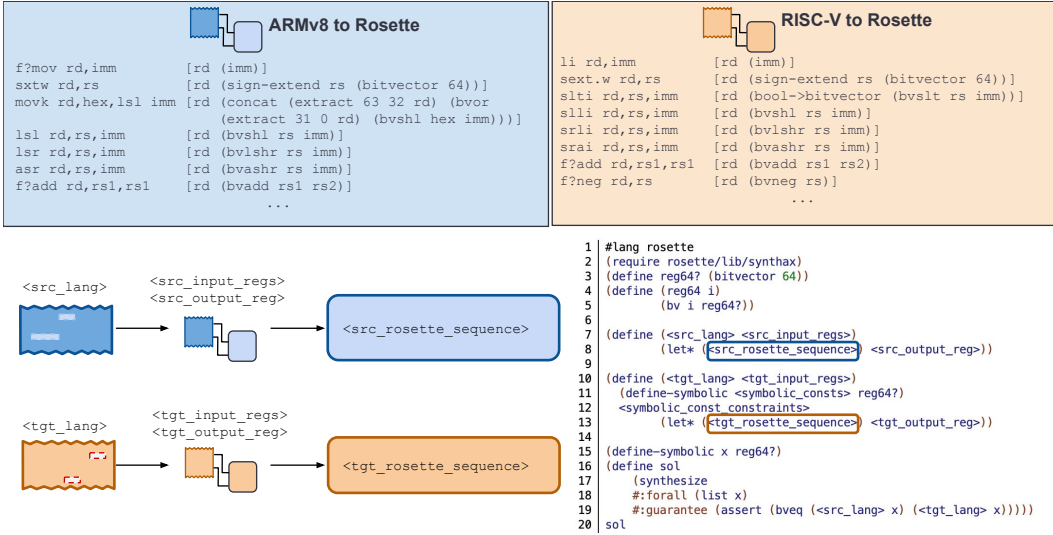 ARMv8 to Rosette
f?mov rd,imm [rd (imm)]
sxtw rd,rs [rd (sign-extend rs (bitvector 64))]
movk rd,hex,lsl imm [rd (concat (extract 63 32 rd) (bvor
(extract 31 0 rd) (bvshl hex imm)))]
lsl rd,rs,imm [rd (bvshl rs imm)]
lsr rd,rs,imm [rd (bvlshr rs imm)]
asr rd,rs,imm [rd (bvashr rs imm)]
f?add rd,rs1,rs1 [rd (bvadd rs1 rs2)]
...
RISC-V to Rosette
li rd,imm [rd (imm)]
sext.w rd,rs [rd (sign-extend rs (bitvector 64))]
slti rd,rs,imm [rd (bool->bitvector (bvslt rs imm))]
slli rd,rs,imm [rd (bvshl rs imm)]
srli rd,rs,imm [rd (bvlshr rs imm)]
srai rd,rs,imm [rd (bvashr rs imm)]
f?add rd,rs1,rs1 [rd (bvadd rs1 rs2)]
f?neg rd,rs [rd (bvneg rs)]
...
<src_lang>
<src_input_regs>
<src_output_reg>
<src_rosette_sequence>
<tgt_lang>
<tgt_input_regs>
<tgt_output_reg>
<tgt_rosette_sequence>
1 #lang rosette
2 (require rosette/lib/synthax)
3 (define reg64? (bitvector 64))
4 (define (reg64 i)
5 (bv i reg64?))
6
7 (define (<src_lang> <src_input_regs>)
8 (let* (<src_rosette_sequence>) <src_output_reg>))
9
10 (define (<tgt_lang> <tgt_input_regs>)
11 (define-symbolic <symbolic_consts> reg64?)
12 <symbolic_const_constraints>
13 (let* (<tgt_rosette_sequence>) <tgt_output_reg>))
14
15 (define-symbolic x reg64?)
16 (define sol
17 (synthesize
18 #:forall (list x)
19 #:guarantee (assert (bveq (<src_lang> x) (<tgt_lang> x)))))
20 sol